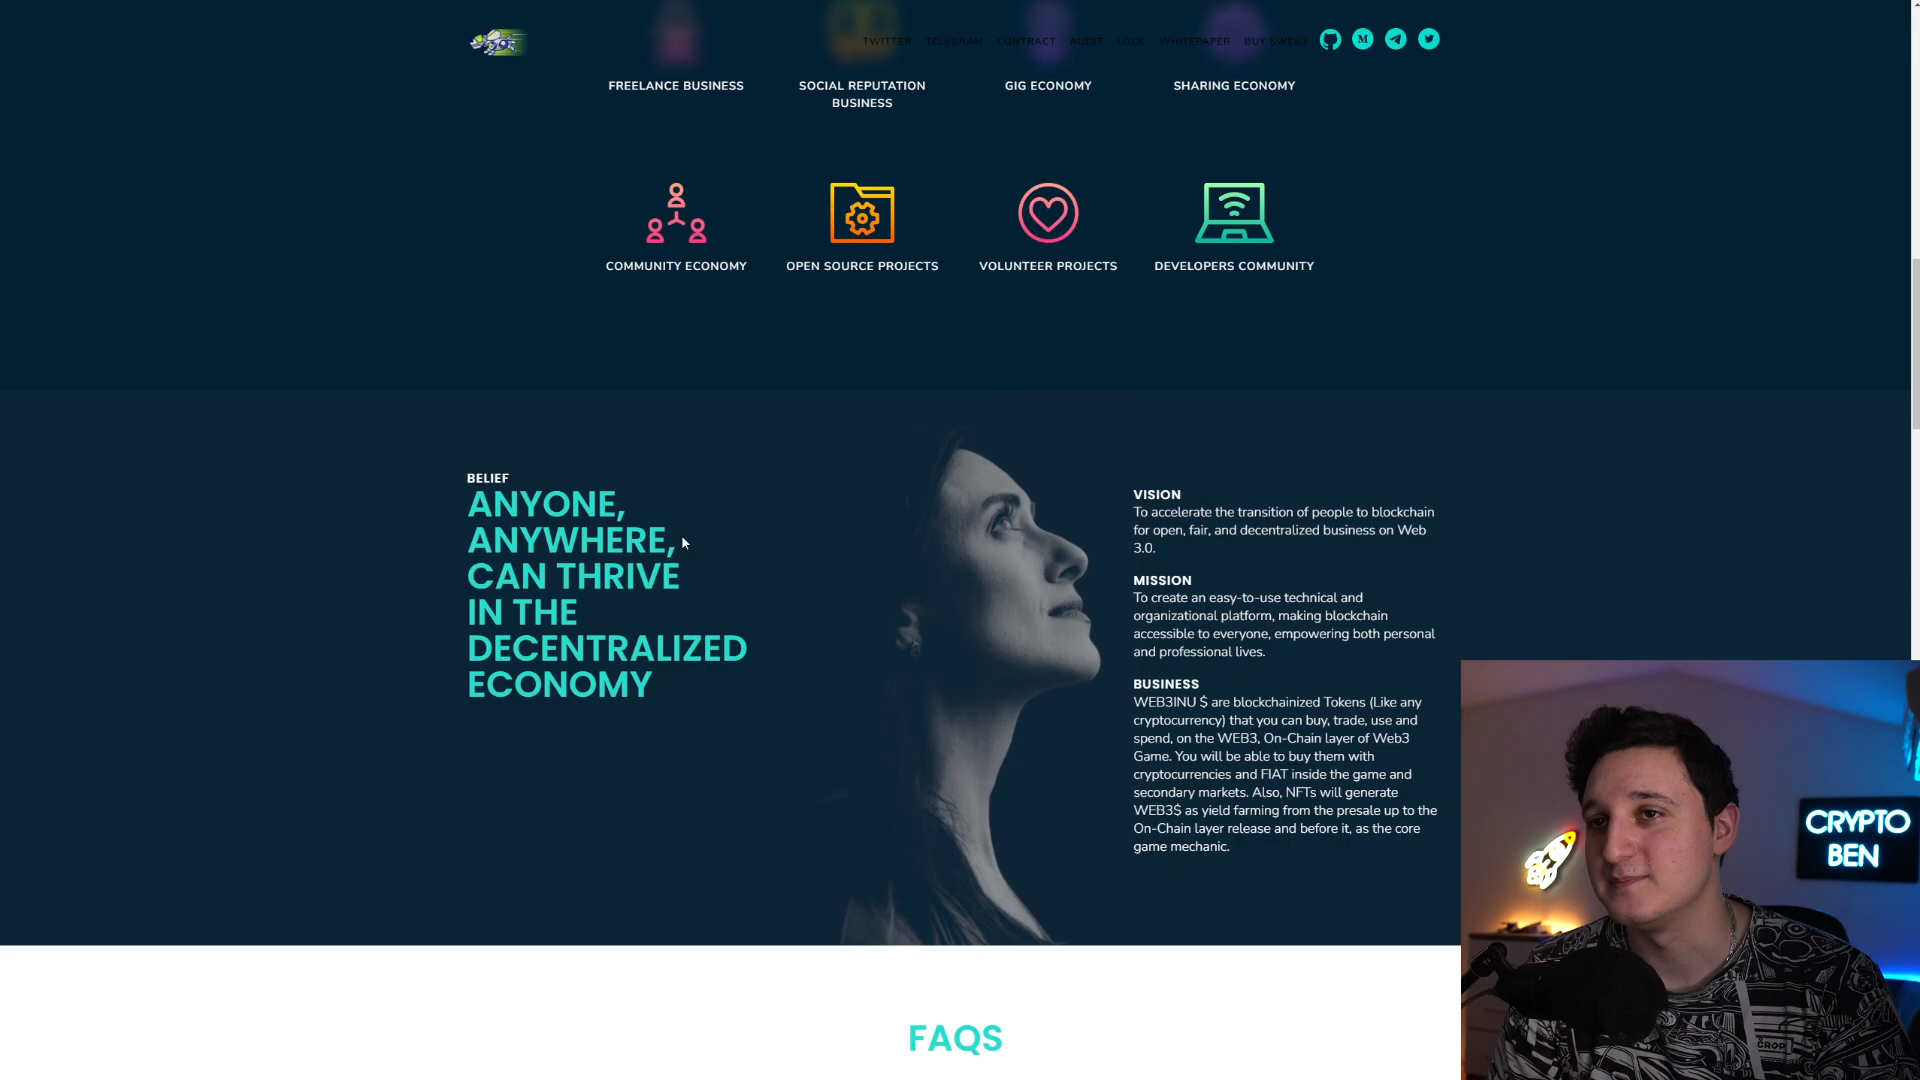 TWITTER TELEGRAM CONTRACT AUDIT LOCK WHITEPAPER BUY $WEB3
FREELANCE BUSINESS
SOCIAL REPUTATION
BUSINESS
GIG ECONOMY
SHARING ECONOMY
COMMUNITY ECONOMY
OPEN SOURCE PROJECTS
VOLUNTEER PROJECTS
DEVELOPERS COMMUNITY
BELIEF
ANYONE,
ANYWHERE,
CAN THRIVE
IN THE
DECENTRALIZED
ECONOMY
VISION
To accelerate the transition of people to blockchain
for open, fair, and decentralized business on Web
3.0.
MISSION
To create an easy-to-use technical and
organizational platform, making blockchain
accessible to everyone, empowering both personal
and professional lives.
BUSINESS
WEB3INU $ are blockchainized Tokens (Like any
cryptocurrency) that you can buy, trade, use and
spend, on the WEB3, On-Chain layer of Web3
Game. You will be able to buy them with
cryptocurrencies and FIAT inside the game and
secondary markets. Also, NFTs will generate
WEB3$ as yield farming from the presale up to the
On-Chain layer release and before it, as the core
game mechanic.
CRYPTO
BEN
CROP
FAQS